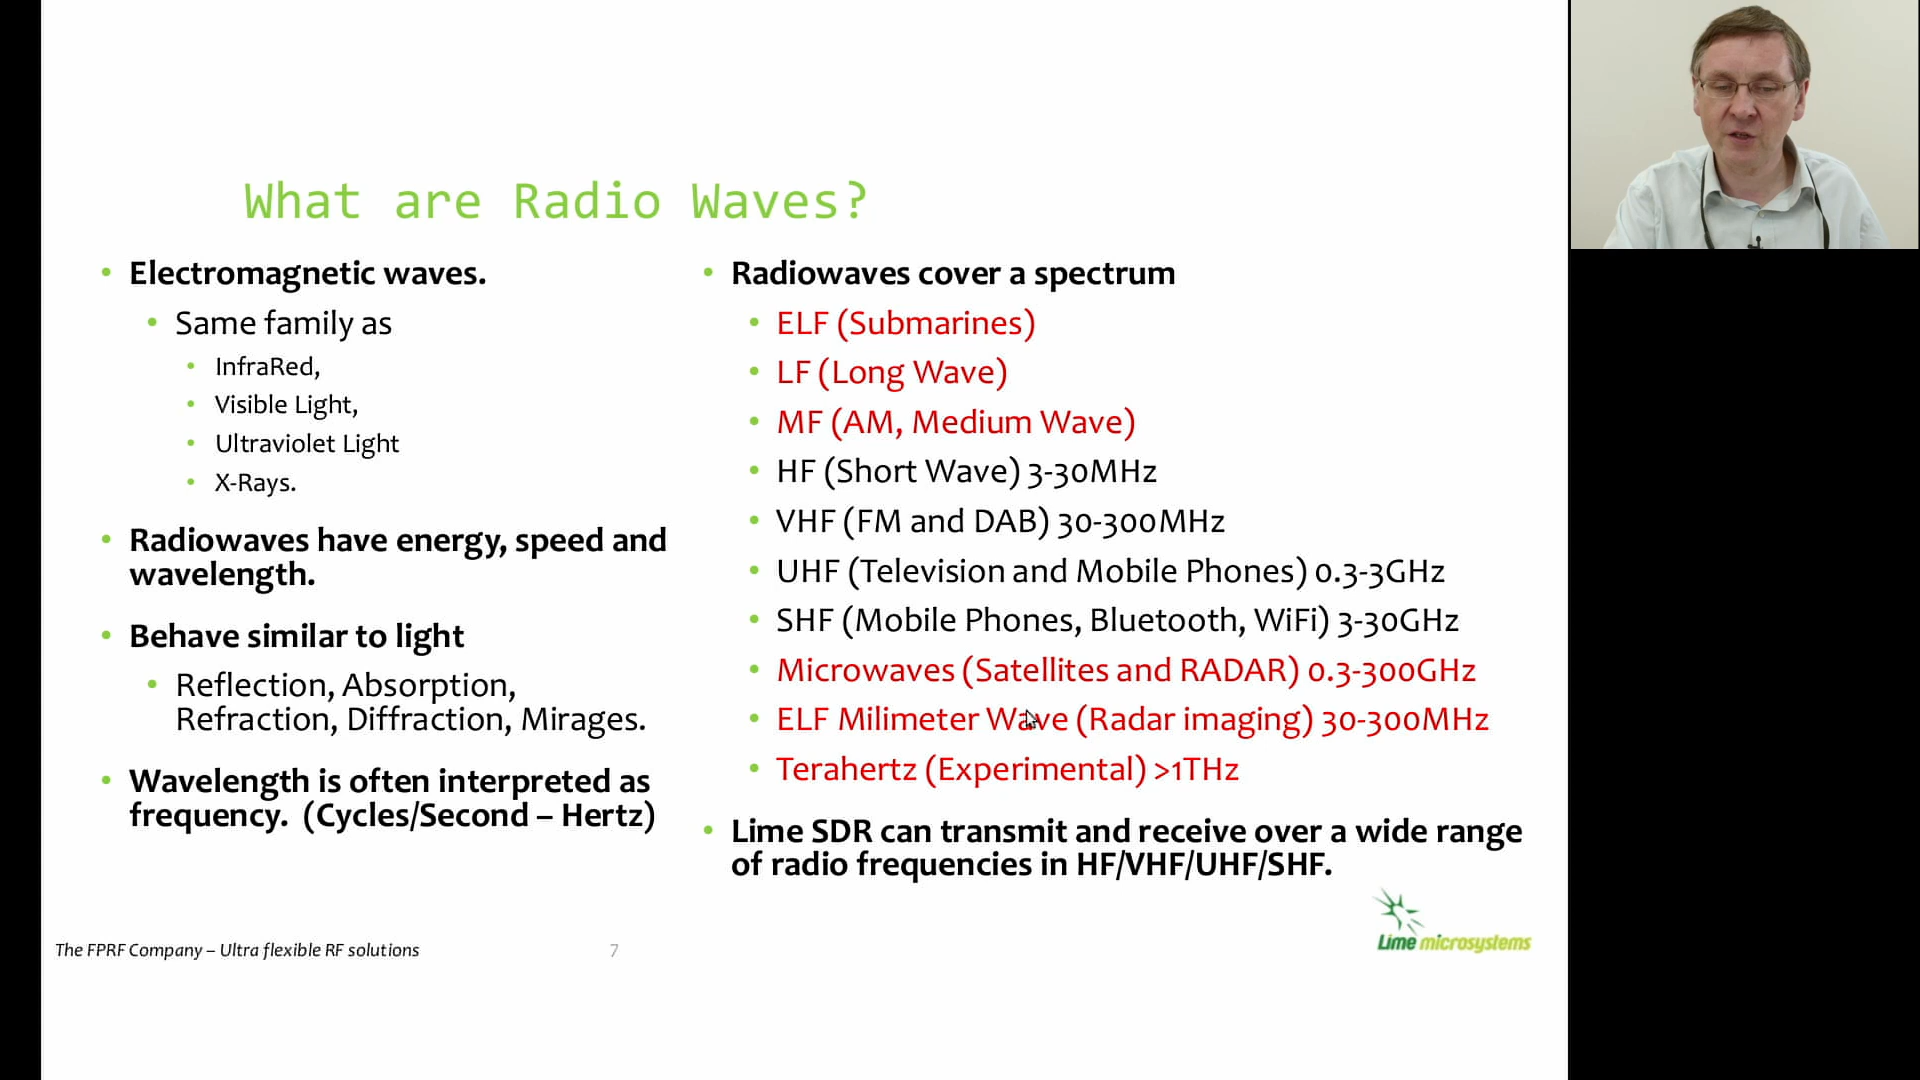 What are Radio Waves?
Electromagnetic waves.
Same family as
InfraRed,
Visible Light,
Ultraviolet Light
X-Rays.
Radiowaves have energy, speed and
wavelength.
Behave similar to light
Reflection, Absorption,
Refraction, Diffraction, Mirages.
Wavelength is often interpreted as
frequency. (Cycles/Second – Hertz)
Radiowaves cover a spectrum
ELF (Submarines)
LF (Long Wave)
MF (AM, Medium Wave)
HF (Short Wave) 3-30MHz
VHF (FM and DAB) 30-300MHz
UHF (Television and Mobile Phones) 0.3-3GHz
SHF (Mobile Phones, Bluetooth, WiFi) 3-30GHz
Microwaves (Satellites and RADAR) 0.3-300GHz
ELF Milimeter Wave (Radar imaging) 30-300MHz
Terahertz (Experimental) >1THz
Lime SDR can transmit and receive over a wide range
of radio frequencies in HF/VHF/UHF/SHF.
The FPRF Company – Ultra flexible RF solutions
7
Lime microsystems